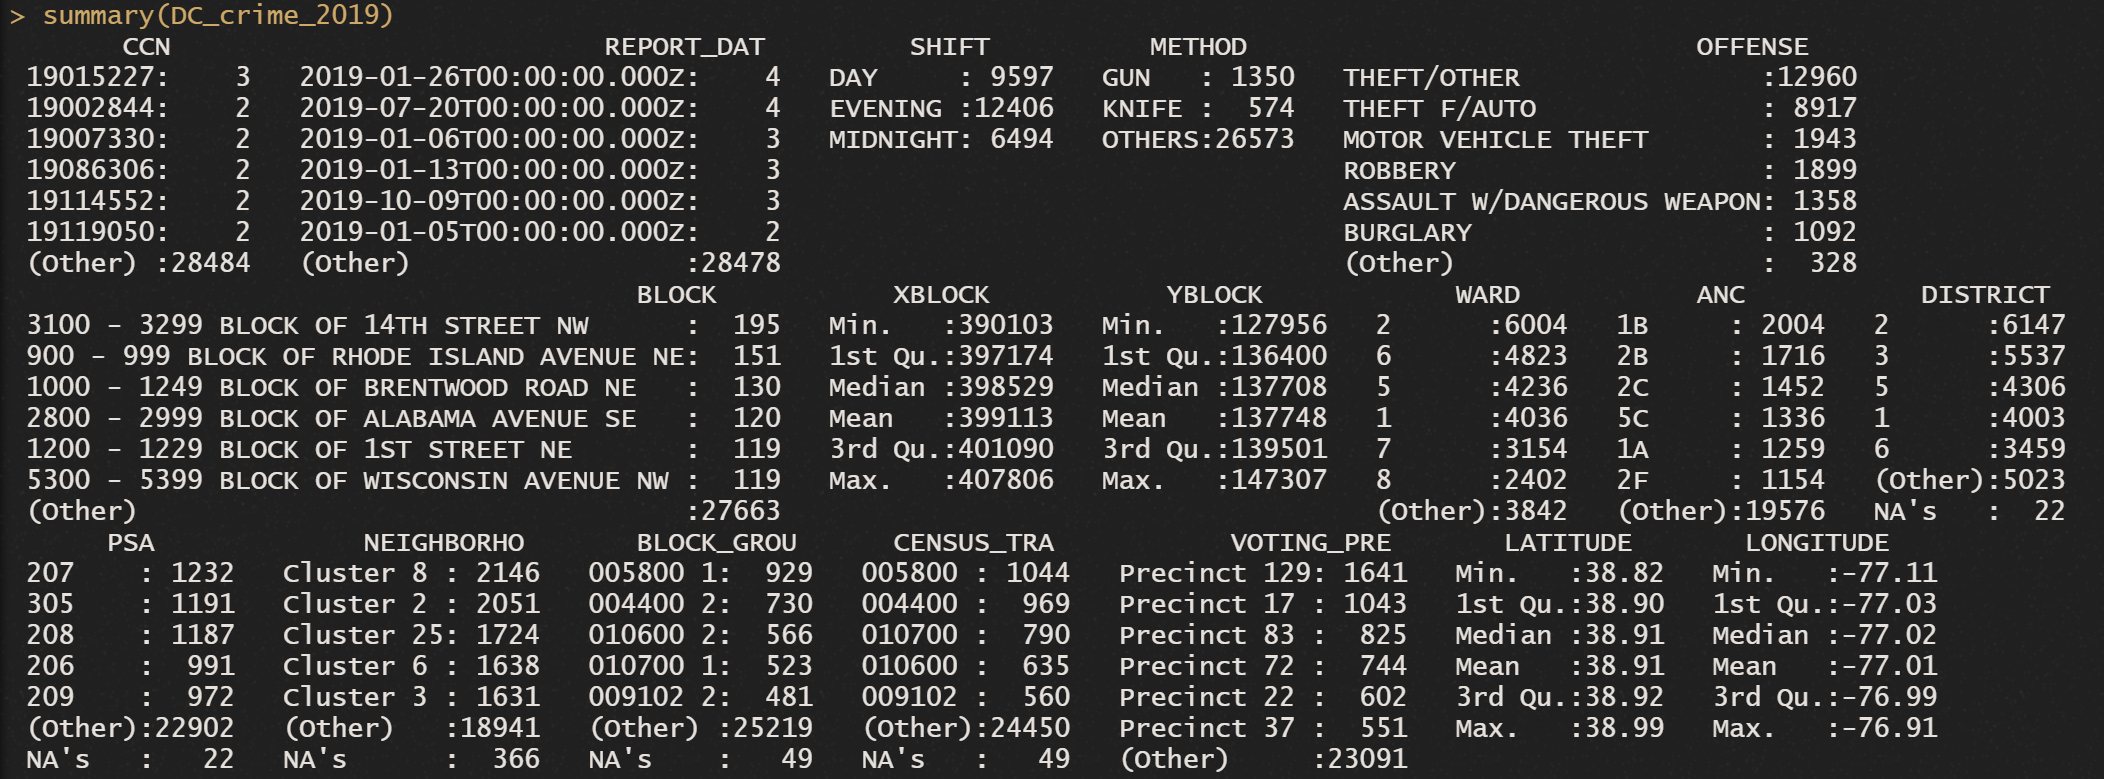 > summary(DC_crime_2019)
      CCN                           REPORT_DAT         SHIFT          METHOD                            OFFENSE
 19015227:    3   2019-01-26T00:00:00.000Z:    4   DAY     : 9597   GUN   : 1350   THEFT/OTHER               :12960
 19002844:    2   2019-07-20T00:00:00.000Z:    4   EVENING :12406   KNIFE :  574   THEFT F/AUTO              : 8917
 19007330:    2   2019-01-06T00:00:00.000Z:    3   MIDNIGHT: 6494   OTHERS:26573   MOTOR VEHICLE THEFT       : 1943
 19086306:    2   2019-01-13T00:00:00.000Z:    3                                   ROBBERY                   : 1899
 19114552:    2   2019-10-09T00:00:00.000Z:    3                                   ASSAULT W/DANGEROUS WEAPON: 1358
 19119050:    2   2019-01-05T00:00:00.000Z:    2                                   BURGLARY                  : 1092
 (Other) :28484   (Other)                 :28478                                   (Other)                   :  328
                                       BLOCK           XBLOCK           YBLOCK            WARD           ANC           DISTRICT
 3100 - 3299 BLOCK OF 14TH STREET NW      :  195   Min.   :390103   Min.   :127956   2      :6004   1B     : 2004   2      :6147
 900 - 999 BLOCK OF RHODE ISLAND AVENUE NE:  151   1st Qu.:397174   1st Qu.:136400   6      :4823   2B     : 1716   3      :5537
 1000 - 1249 BLOCK OF BRENTWOOD ROAD NE   :  130   Median :398529   Median :137708   5      :4236   2C     : 1452   5      :4306
 2800 - 2999 BLOCK OF ALABAMA AVENUE SE   :  120   Mean   :399113   Mean   :137748   1      :4036   5C     : 1336   1      :4003
 1200 - 1229 BLOCK OF 1ST STREET NE       :  119   3rd Qu.:401090   3rd Qu.:139501   7      :3154   1A     : 1259   6      :3459
 5300 - 5399 BLOCK OF WISCONSIN AVENUE NW :  119   Max.   :407806   Max.   :147307   8      :2402   2F     : 1154   (Other):5023
 (Other)                                  :27663                                     (Other):3842   (Other):19576   NA's   :  22
      PSA             NEIGHBORHO       BLOCK_GROU      CENSUS_TRA           VOTING_PRE       LATITUDE       LONGITUDE
 207    : 1232   Cluster 8 : 2146   005800 1:  929   005800 : 1044   Precinct 129: 1641   Min.   :38.82   Min.   :-77.11
 305    : 1191   Cluster 2 : 2051   004400 2:  730   004400 :  969   Precinct 17 : 1043   1st Qu.:38.90   1st Qu.:-77.03
 208    : 1187   Cluster 25: 1724   010600 2:  566   010700 :  790   Precinct 83 :  825   Median :38.91   Median :-77.02
 206    :  991   Cluster 6 : 1638   010700 1:  523   010600 :  635   Precinct 72 :  744   Mean   :38.91   Mean   :-77.01
 209    :  972   Cluster 3 : 1631   009102 2:  481   009102 :  560   Precinct 22 :  602   3rd Qu.:38.92   3rd Qu.:-76.99
 (Other):22902   (Other)   :18941   (Other) :25219   (Other):24450   Precinct 37 :  551   Max.   :38.99   Max.   :-76.91
 NA's   :   22   NA's      :  366   NA's    :   49   NA's   :   49   (Other)     :23091